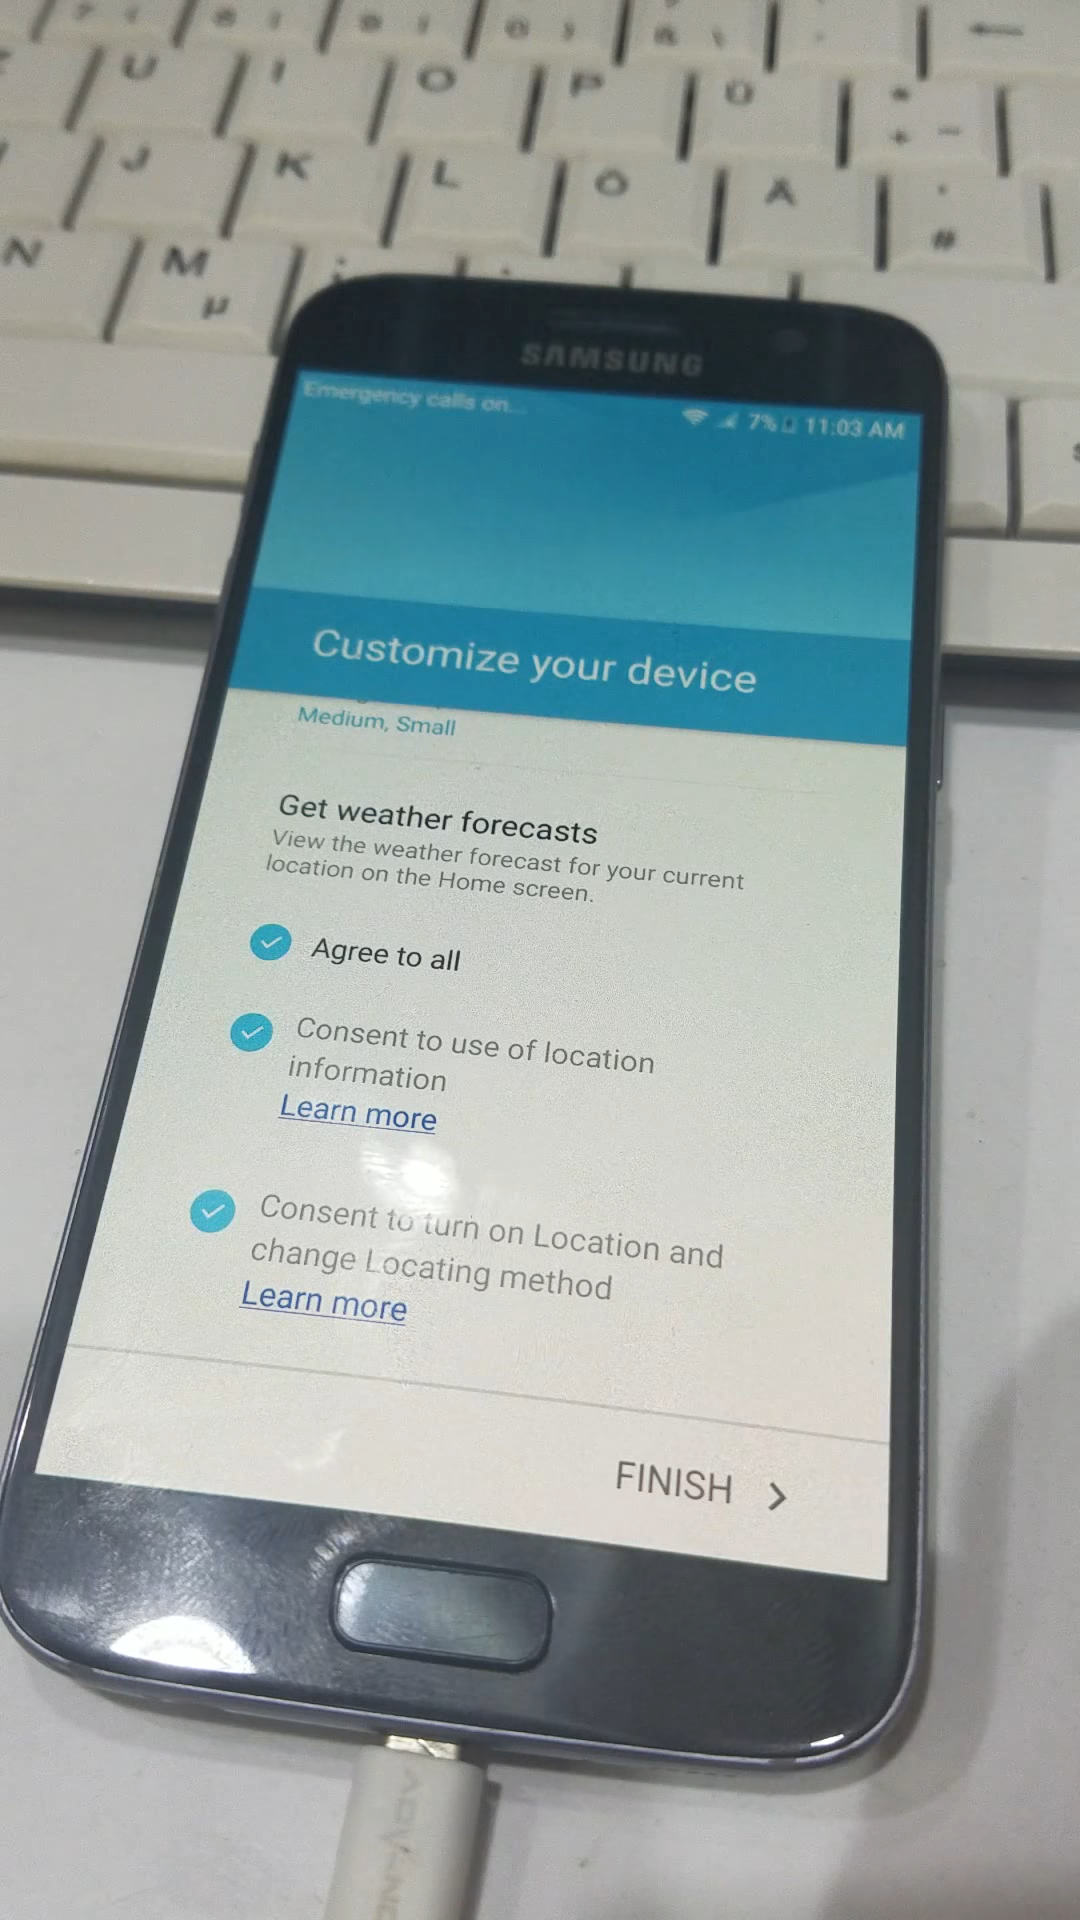 U I O P Ü
+
J K L Ö Ä
#
N M
µ
SAMSUNG
Emergency calls on...
7% 11:03 AM
Customize your device
Medium, Small
Get weather forecasts
View the weather forecast for your current
location on the Home screen.
Agree to all
Consent to use of location
information
Learn more
Consent to turn on Location and
change Locating method
Learn more
FINISH >